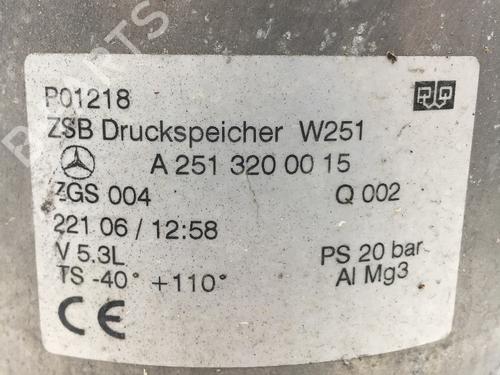 PARTS
P01218
ZSB Druckspeicher W251
A 251 320 00 15
ZGS 004 Q 002
221 06 / 12:58
V 5.3L PS 20 bar
TS -40° +110° Al Mg3
CE